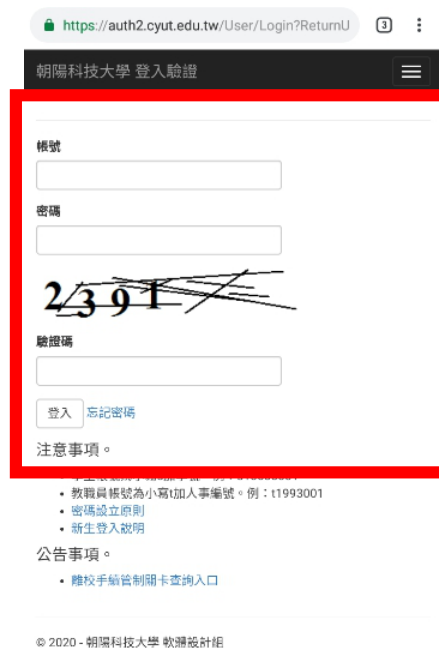 https://auth2.cyut.edu.tw/User/Login?ReturnU
3
朝陽科技大學 登入驗證
帳號
密碼
2391
驗證碼
登入 忘記密碼
注意事項。
教職員帳號為小寫t加人事編號。例：t1993001
密碼設立原則
新生登入說明
公告事項。
離校手續管制關卡查詢入口
© 2020 - 朝陽科技大學 軟體設計組